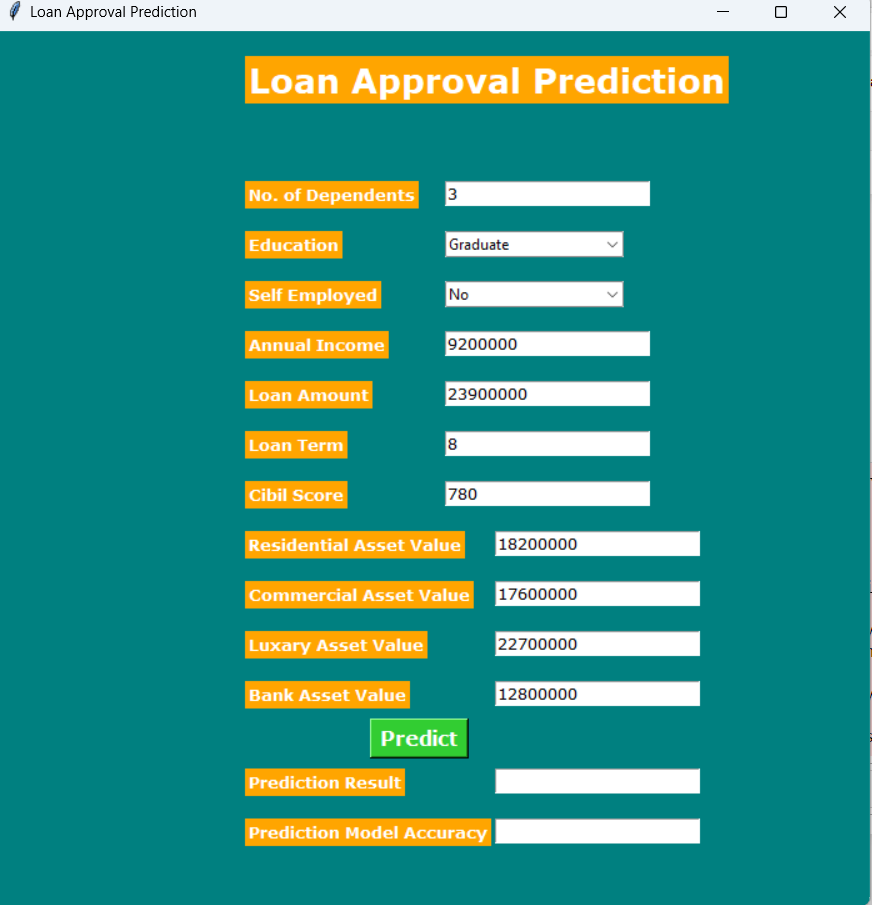 Loan Approval Prediction
Loan Approval Prediction
No. of Dependents 3
Education Graduate
Self Employed No
Annual Income 9200000
Loan Amount 23900000
Loan Term 8
Cibil Score 780
Residential Asset Value 18200000
Commercial Asset Value 17600000
Luxary Asset Value 22700000
Bank Asset Value 12800000
Predict
Prediction Result
Prediction Model Accuracy